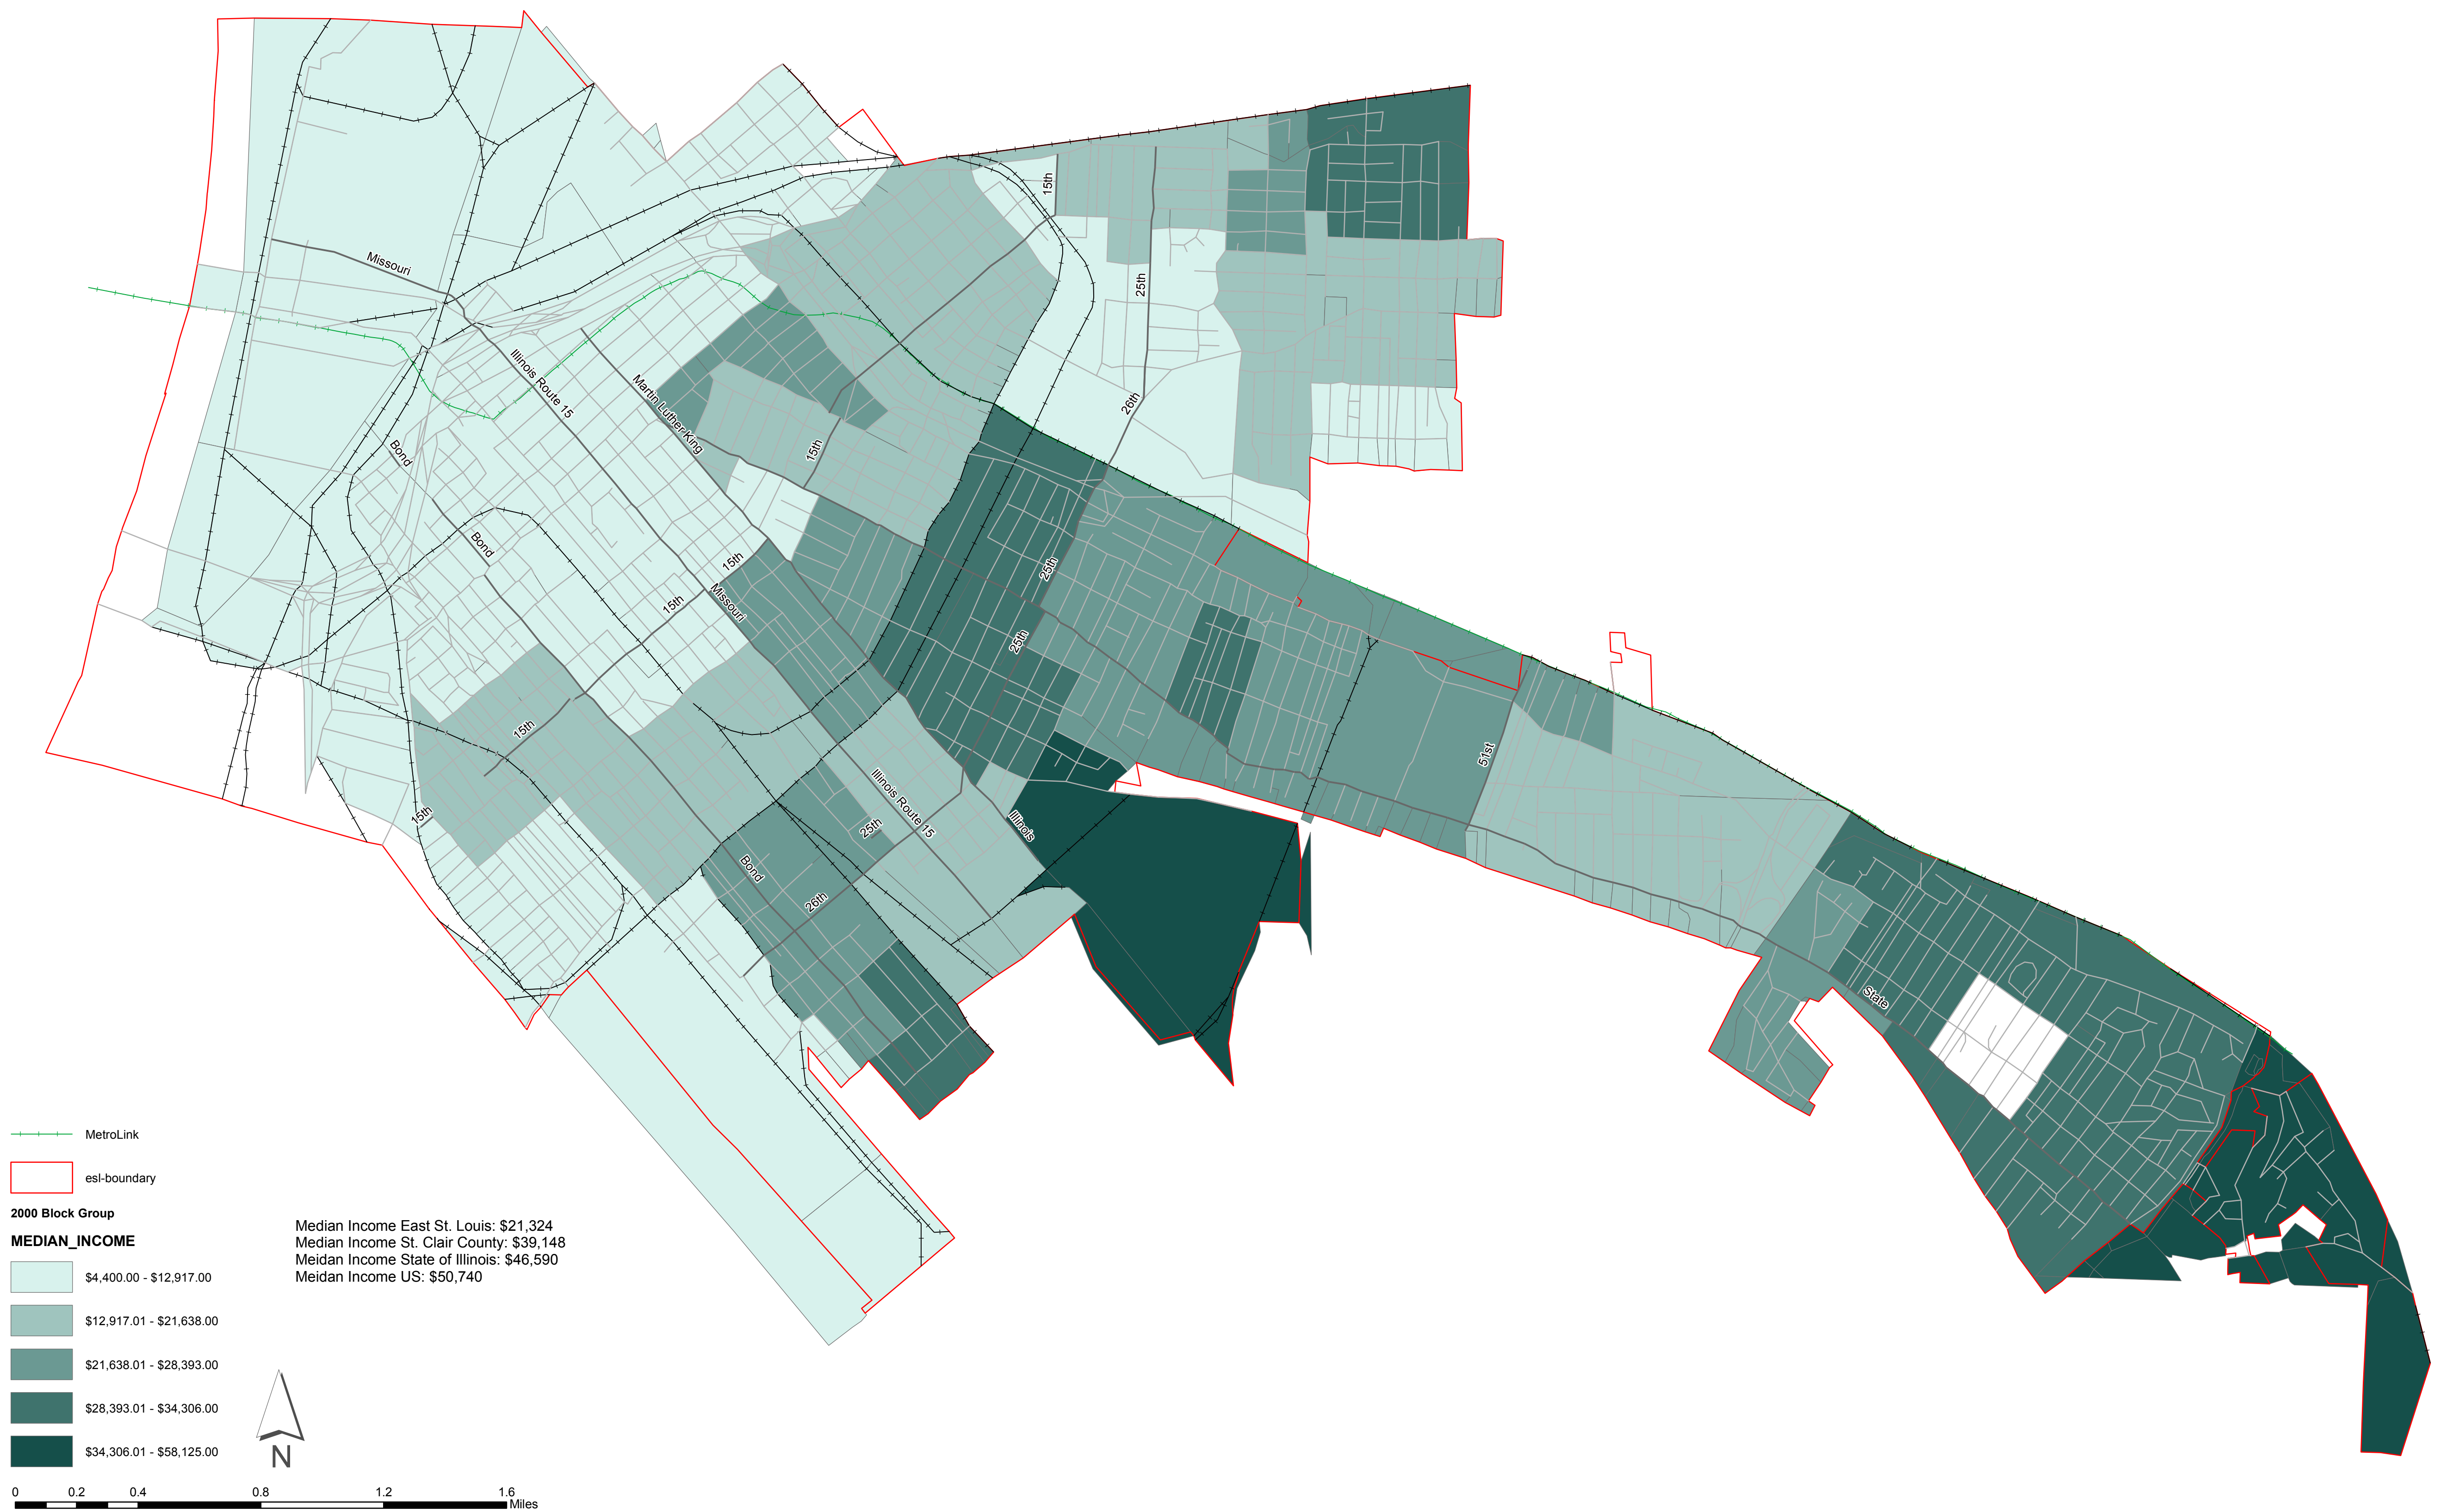 15th
25th
Missouri
Illinois Route 15
Martin Luther King
26th
Bond
15th
Bond
15th
25th
Missouri
15th
25th
15th
51st
Illinois Route 15
15th
25th
Illinois
Bond
26th
State
MetroLink
esl-boundary
2000 Block Group
MEDIAN_INCOME
$4,400.00 - $12,917.00
$12,917.01 - $21,638.00
$21,638.01 - $28,393.00
$28,393.01 - $34,306.00
$34,306.01 - $58,125.00
Median Income East St. Louis: $21,324
Median Income St. Clair County: $39,148
Meidan Income State of Illinois: $46,590
Meidan Income US: $50,740
N
0 0.2 0.4 0.8 1.2 1.6
Miles